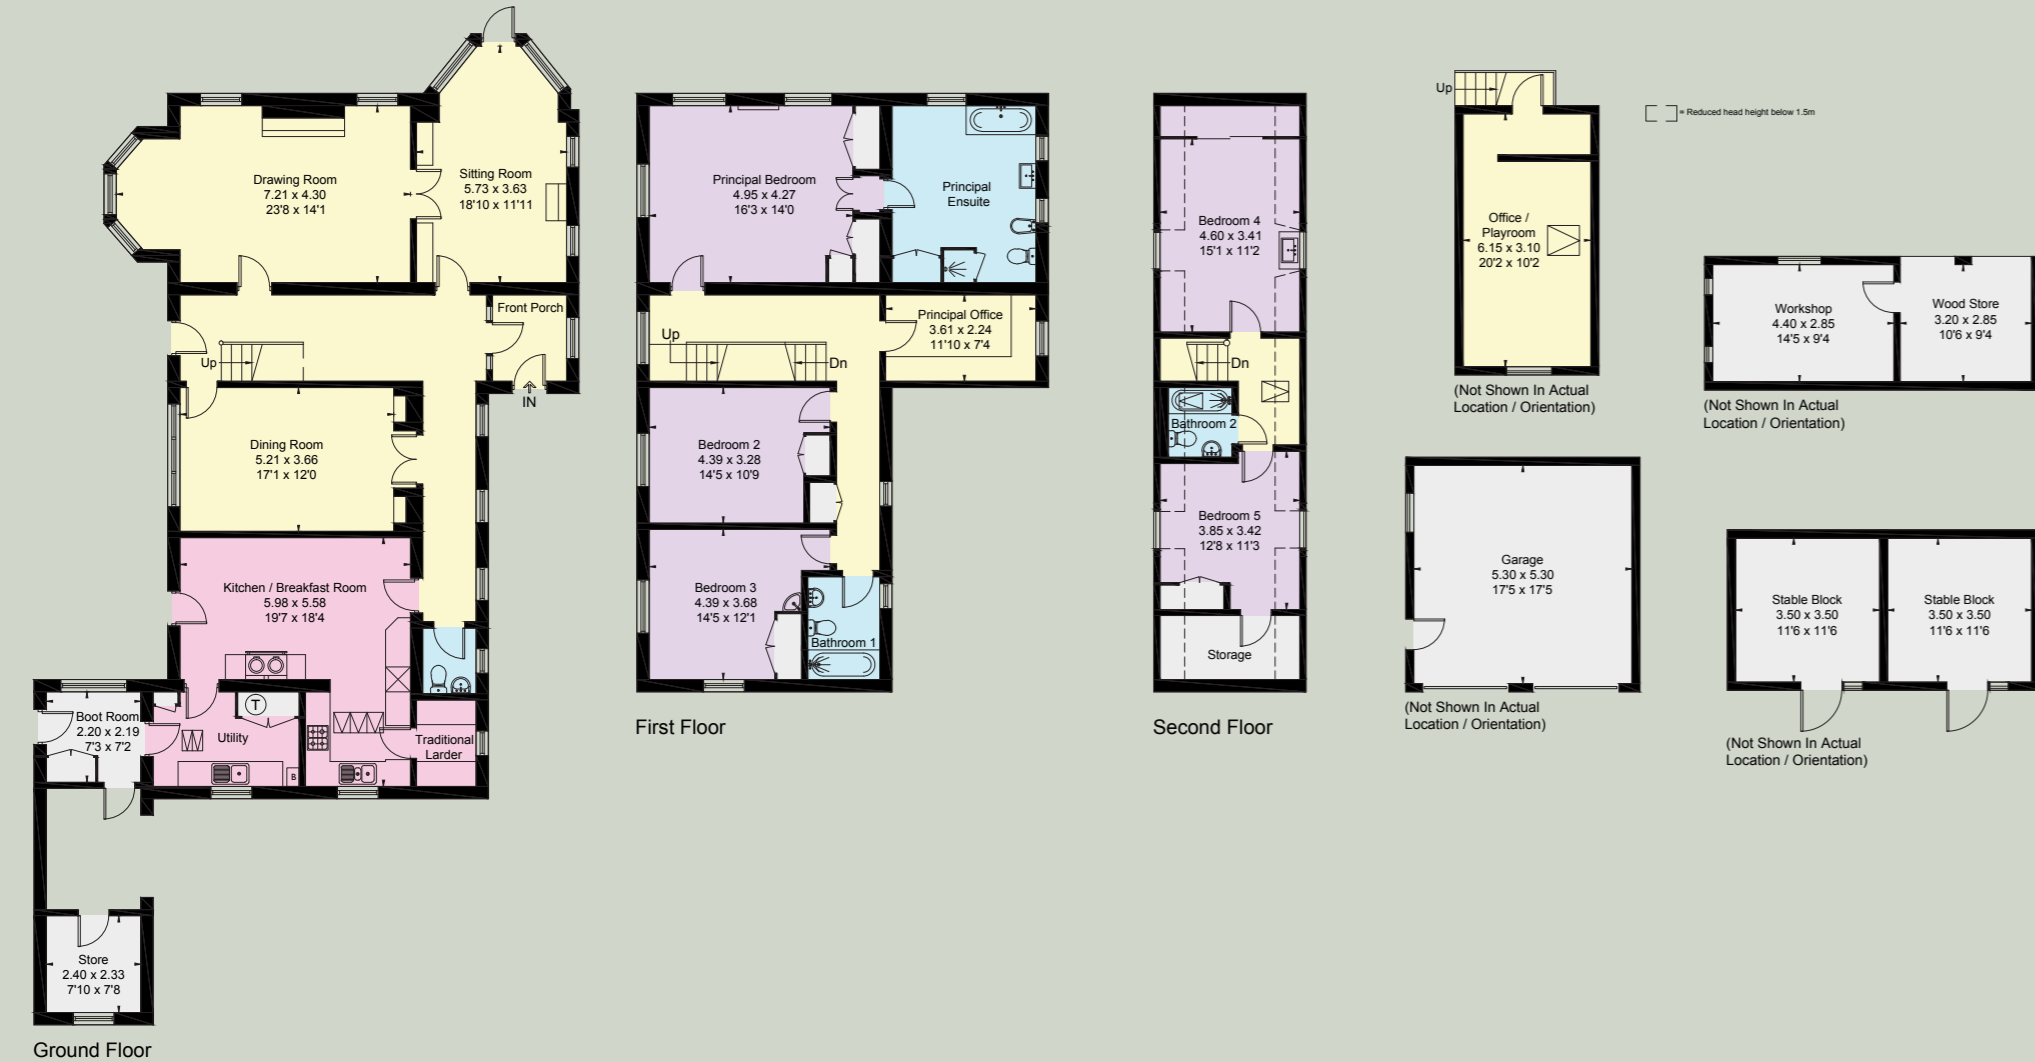 Drawing Room
7.21 x 4.30
23'8 x 14'1
Sitting Room
5.73 x 3.63
18'10 x 11'11
Front Porch
Up
IN
Dining Room
5.21 x 3.66
17'1 x 12'0
Kitchen / Breakfast Room
5.98 x 5.58
19'7 x 18'4
Boot Room
2.20 x 2.19
7'3 x 7'2
T
Utility
B
Traditional
Larder
Store
2.40 x 2.33
7'10 x 7'8
Ground Floor
Principal Bedroom
4.95 x 4.27
16'3 x 14'0
Principal
Ensuite
Principal Office
3.61 x 2.24
11'10 x 7'4
Up
Dn
Bedroom 2
4.39 x 3.28
14'5 x 10'9
Bedroom 3
4.39 x 3.68
14'5 x 12'1
Bathroom 1
First Floor
Bedroom 4
4.60 x 3.41
15'1 x 11'2
Dn
Bathroom 2
Bedroom 5
3.85 x 3.42
12'8 x 11'3
Storage
Second Floor
Up
Office /
Playroom
6.15 x 3.10
20'2 x 10'2
(Not Shown In Actual
Location / Orientation)
= Reduced head height below 1.5m
Workshop
4.40 x 2.85
14'5 x 9'4
Wood Store
3.20 x 2.85
10'6 x 9'4
(Not Shown In Actual
Location / Orientation)
Garage
5.30 x 5.30
17'5 x 17'5
(Not Shown In Actual
Location / Orientation)
Stable Block
3.50 x 3.50
11'6 x 11'6
Stable Block
3.50 x 3.50
11'6 x 11'6
(Not Shown In Actual
Location / Orientation)